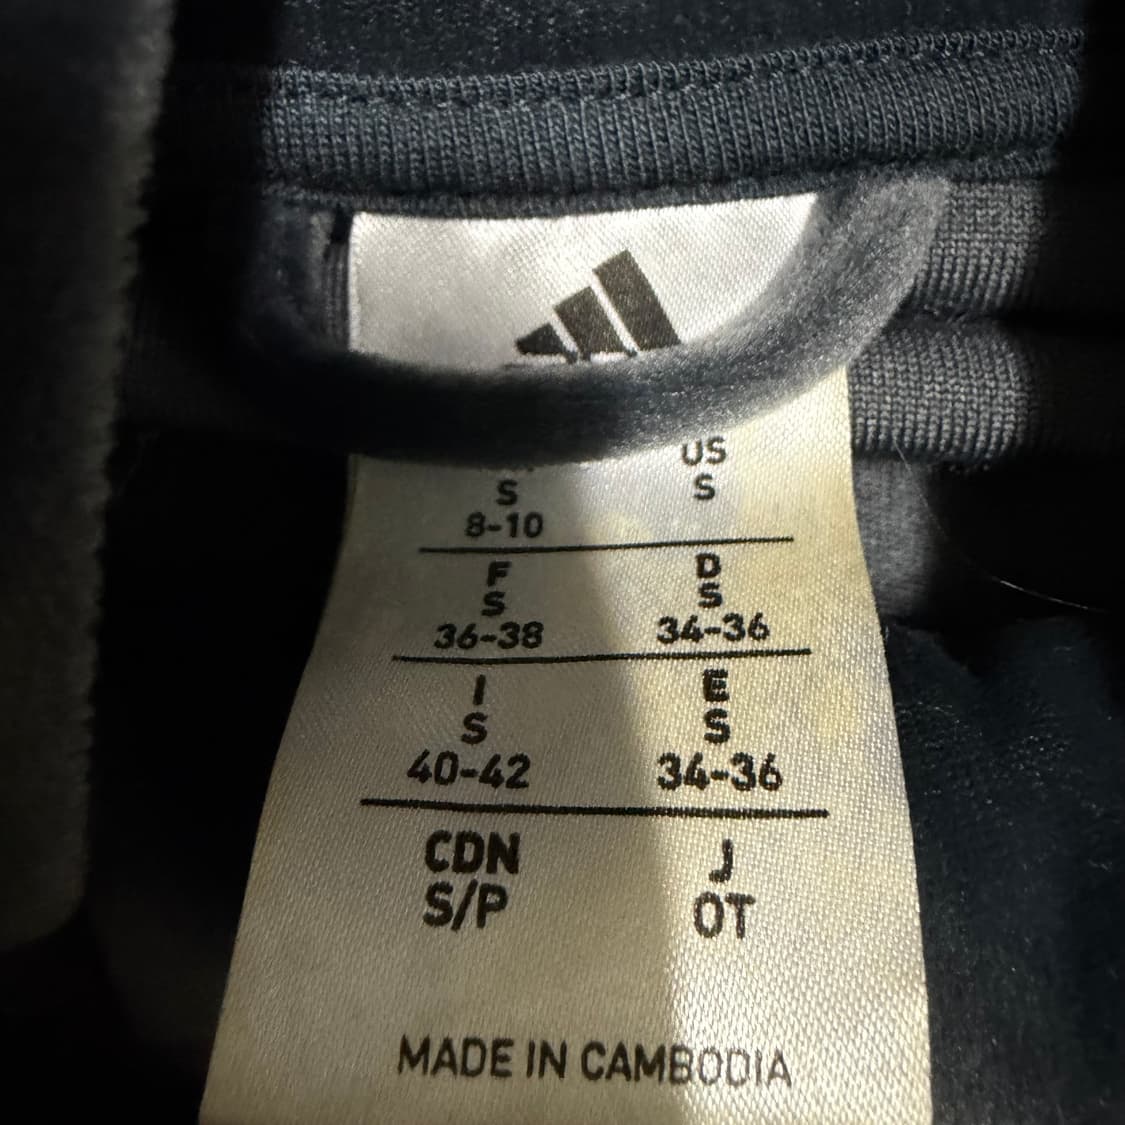 US
S S
8-10
F D
S S
36-38 34-36
I E
S S
40-42 34-36
CDN J
S/P OT
MADE IN CAMBODIA